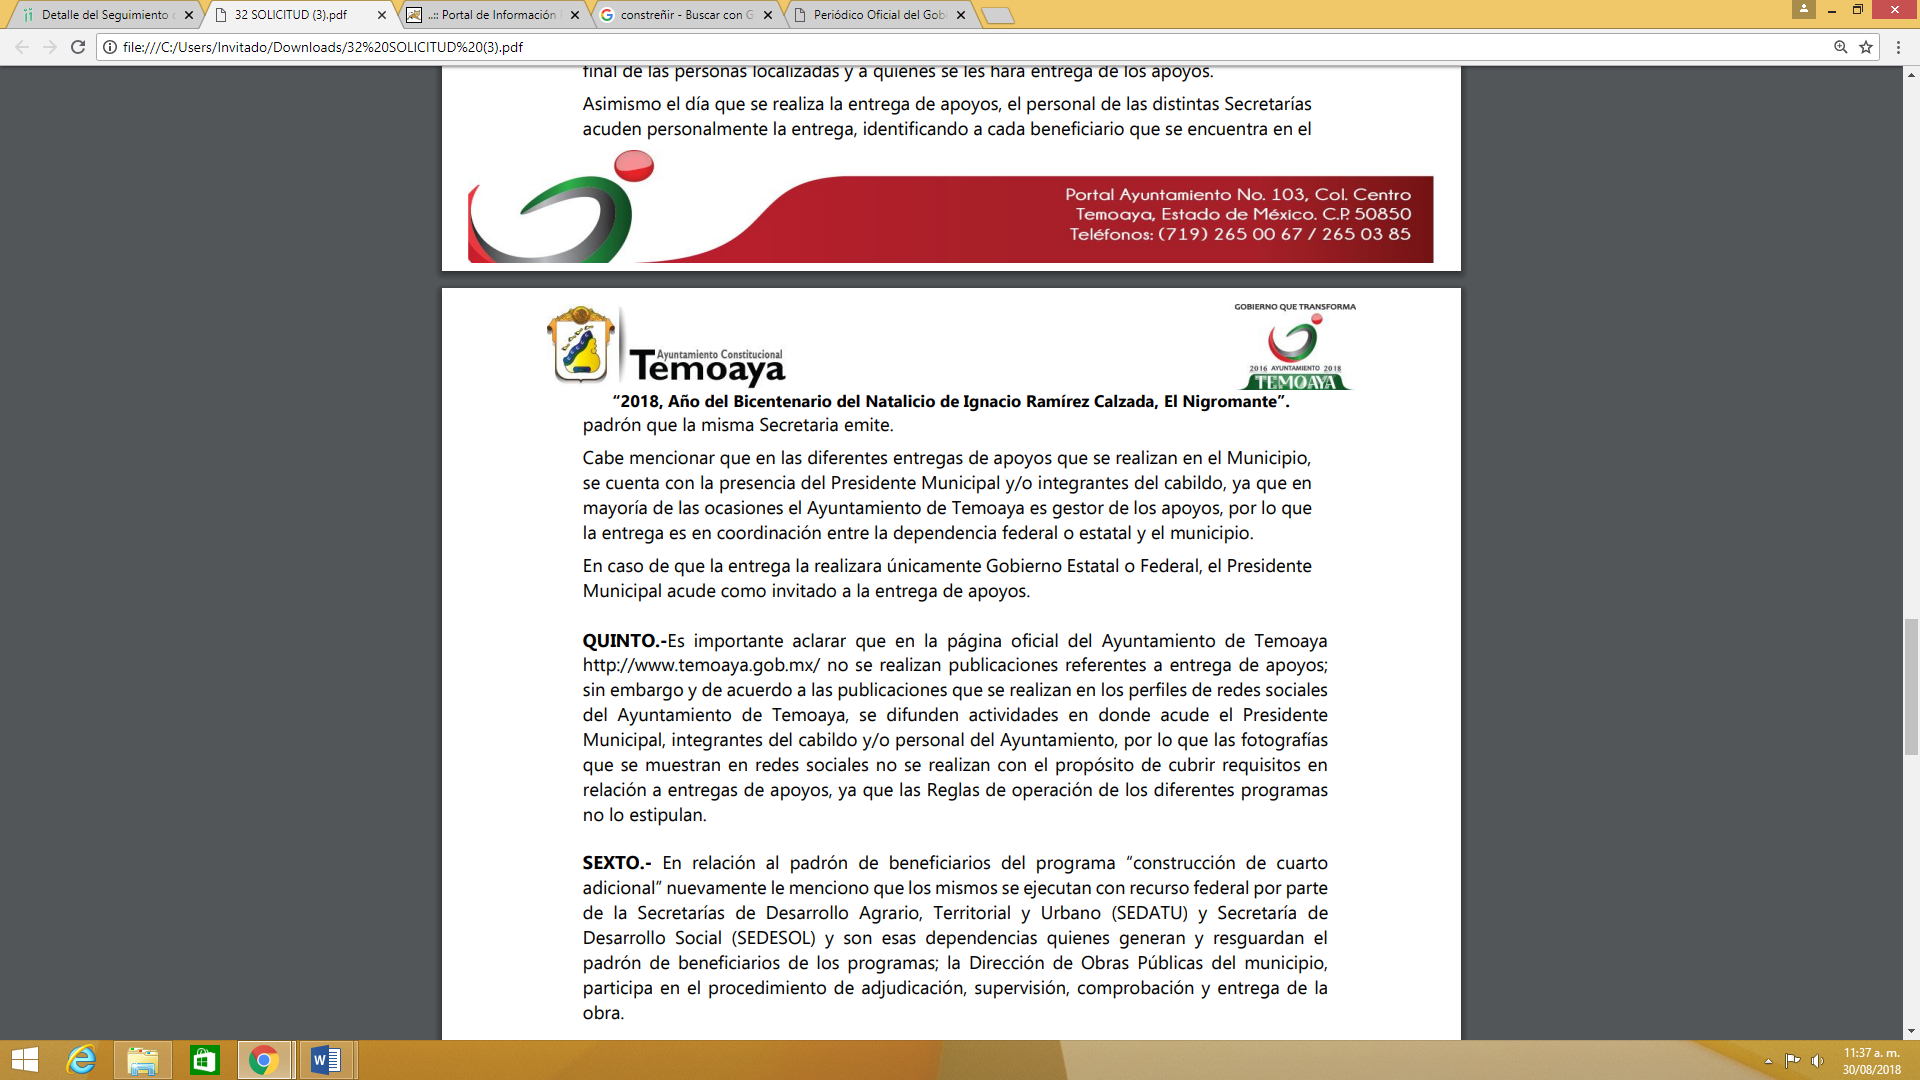 Detalle del Seguimiento d
32 SOLICITUD (3).pdf
..:: Portal de Información
constreñir - Buscar con G
Periódico Oficial del Gob
file:///C:/Users/Invitado/Downloads/32%20SOLICITUD%20(3).pdf
final de las personas localizadas y a quienes se les hará entrega de los apoyos.
Asimismo el día que se realiza la entrega de apoyos, el personal de las distintas Secretarías
acuden personalmente la entrega, identificando a cada beneficiario que se encuentra en el
Portal Ayuntamiento No. 103, Col. Centro
Temoaya, Estado de México. C.P. 50850
Teléfonos: (719) 265 00 67 / 265 03 85
Ayuntamiento Constitucional
Temoaya
GOBIERNO QUE TRANSFORMA
2016 AYUNTAMIENTO 2018
TEMOAYA
“2018, Año del Bicentenario del Natalicio de Ignacio Ramírez Calzada, El Nigromante”.
padrón que la misma Secretaria emite.
Cabe mencionar que en las diferentes entregas de apoyos que se realizan en el Municipio,
se cuenta con la presencia del Presidente Municipal y/o integrantes del cabildo, ya que en
mayoría de las ocasiones el Ayuntamiento de Temoaya es gestor de los apoyos, por lo que
la entrega es en coordinación entre la dependencia federal o estatal y el municipio.
En caso de que la entrega la realizara únicamente Gobierno Estatal o Federal, el Presidente
Municipal acude como invitado a la entrega de apoyos.
QUINTO.-Es importante aclarar que en la página oficial del Ayuntamiento de Temoaya
http://www.temoaya.gob.mx/ no se realizan publicaciones referentes a entrega de apoyos;
sin embargo y de acuerdo a las publicaciones que se realizan en los perfiles de redes sociales
del Ayuntamiento de Temoaya, se difunden actividades en donde acude el Presidente
Municipal, integrantes del cabildo y/o personal del Ayuntamiento, por lo que las fotografías
que se muestran en redes sociales no se realizan con el propósito de cubrir requisitos en
relación a entregas de apoyos, ya que las Reglas de operación de los diferentes programas
no lo estipulan.
SEXTO.- En relación al padrón de beneficiarios del programa “construcción de cuarto
adicional” nuevamente le menciono que los mismos se ejecutan con recurso federal por parte
de la Secretarías de Desarrollo Agrario, Territorial y Urbano (SEDATU) y Secretaría de
Desarrollo Social (SEDESOL) y son esas dependencias quienes generan y resguardan el
padrón de beneficiarios de los programas; la Dirección de Obras Públicas del municipio,
participa en el procedimiento de adjudicación, supervisión, comprobación y entrega de la
obra.
11:37 a. m.
30/08/2018